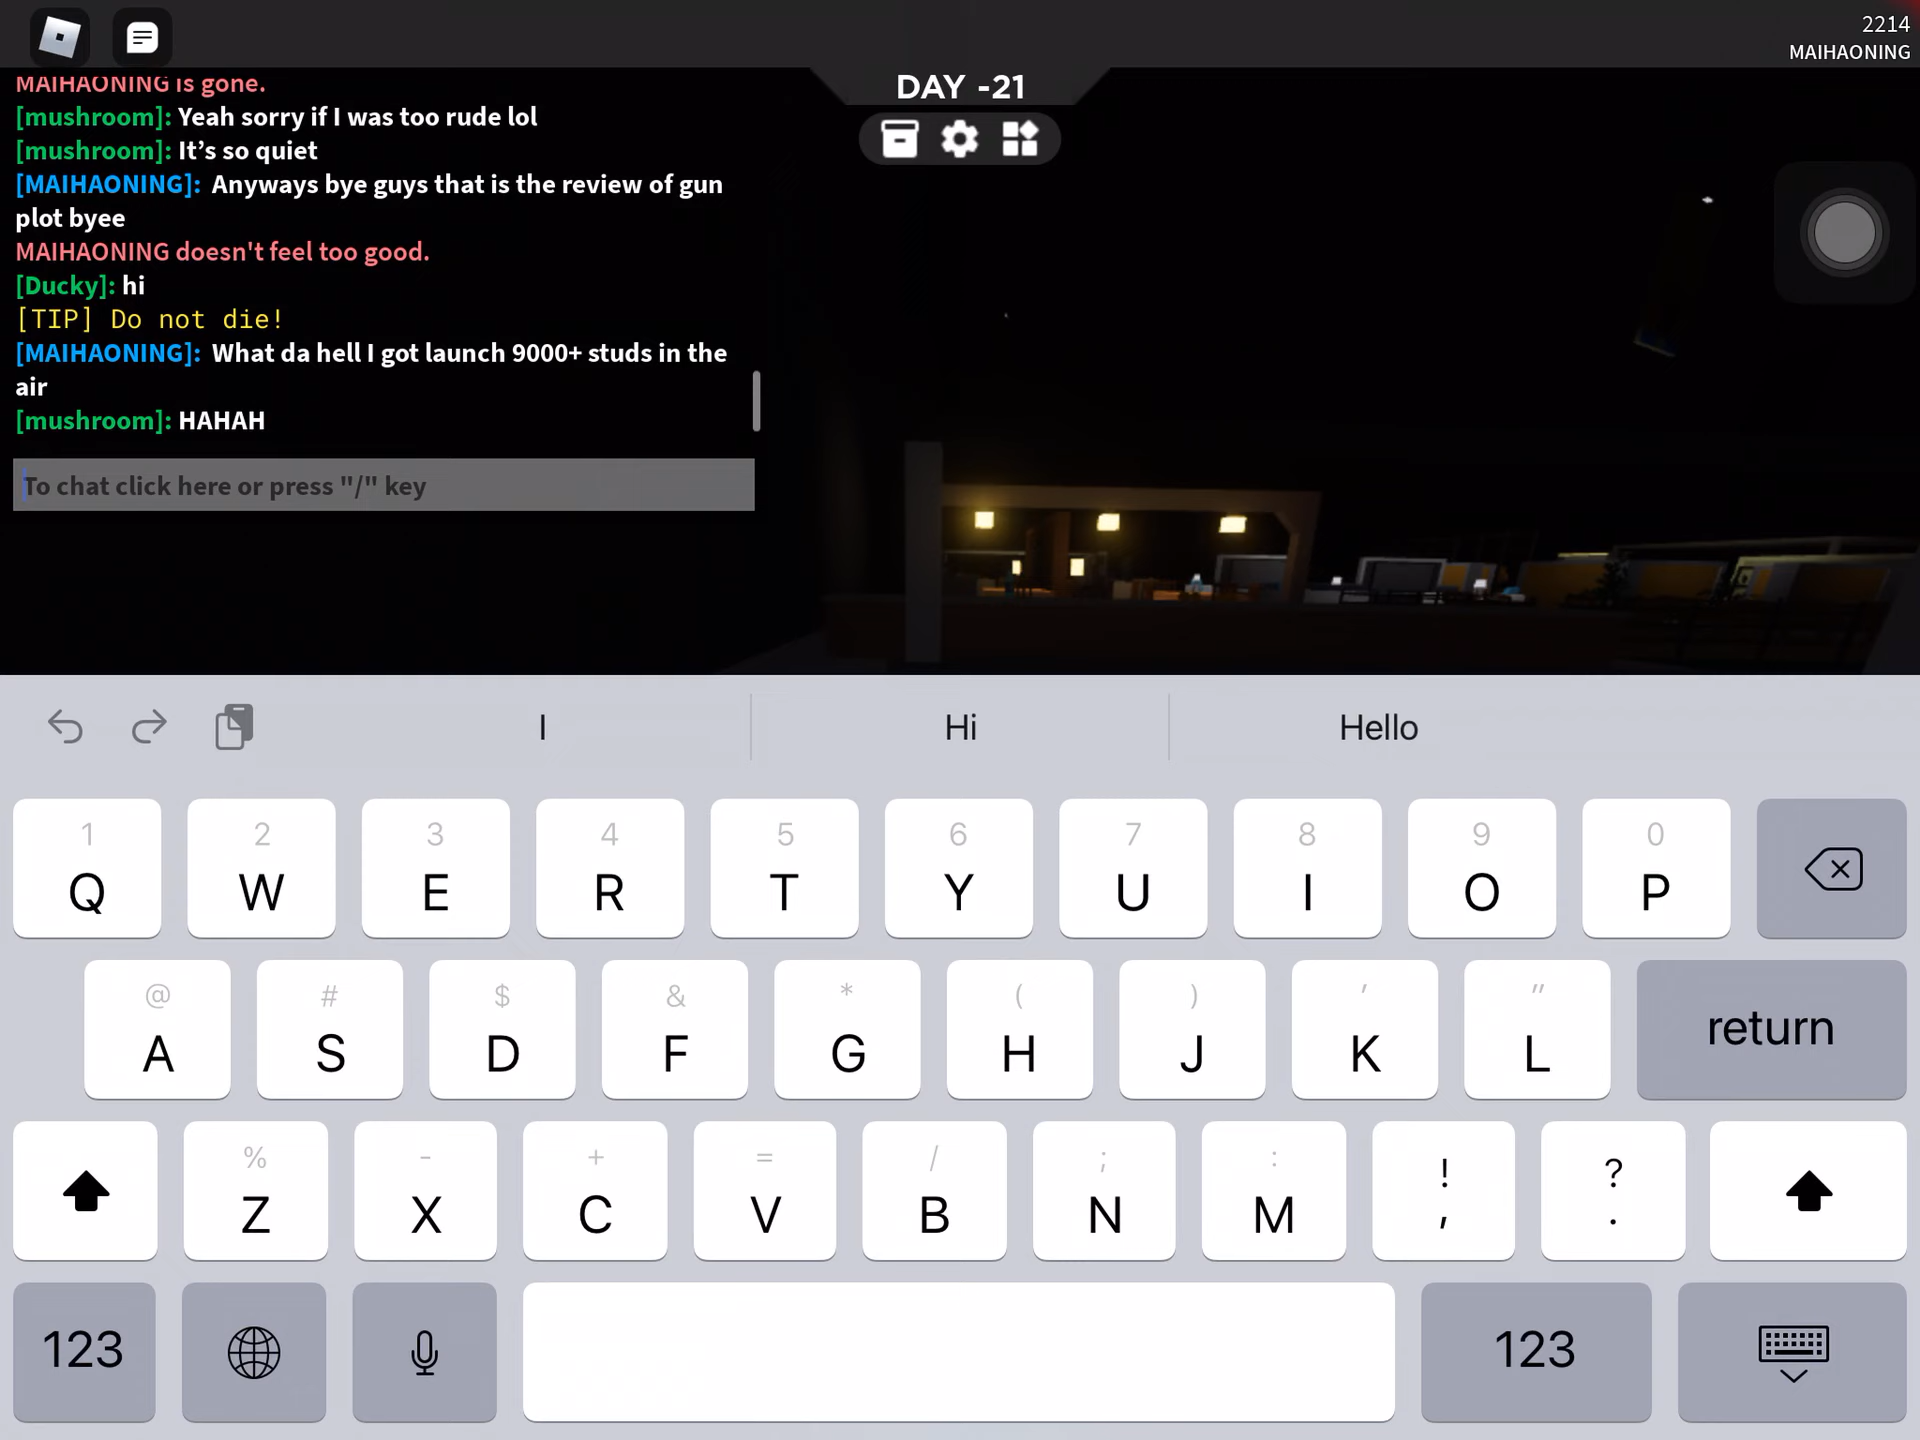 2214
MAIHAONING
DAY -21
MAIHAONING is gone.
[mushroom]: Yeah sorry if I was too rude lol
[mushroom]: It’s so quiet
[MAIHAONING]: Anyways bye guys that is the review of gun
plot byee
MAIHAONING doesn't feel too good.
[Ducky]: hi
[TIP] Do not die!
[MAIHAONING]: What da hell I got launch 9000+ studs in the
air
[mushroom]: HAHAH
To chat click here or press "/" key
I Hi Hello
1 2 3 4 5 6 7 8 9 0
Q W E R T Y U I O P
@ # $ & * ( ) ' "
A S D F G H J K L return
% - + = / ; : ! ?
Z X C V B N M , .
123 123